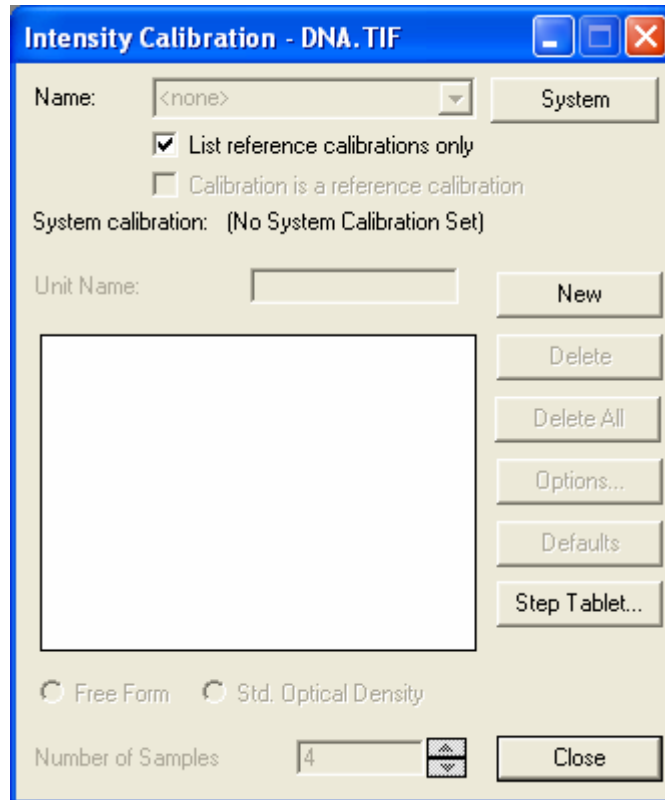 Intensity Calibration - DNA.TIF
Name: <none> System
List reference calibrations only
Calibration is a reference calibration
System calibration: (No System Calibration Set)
Unit Name: New
Delete
Delete All
Options...
Defaults
Step Tablet...
Free Form Std. Optical Density
Number of Samples 4 Close